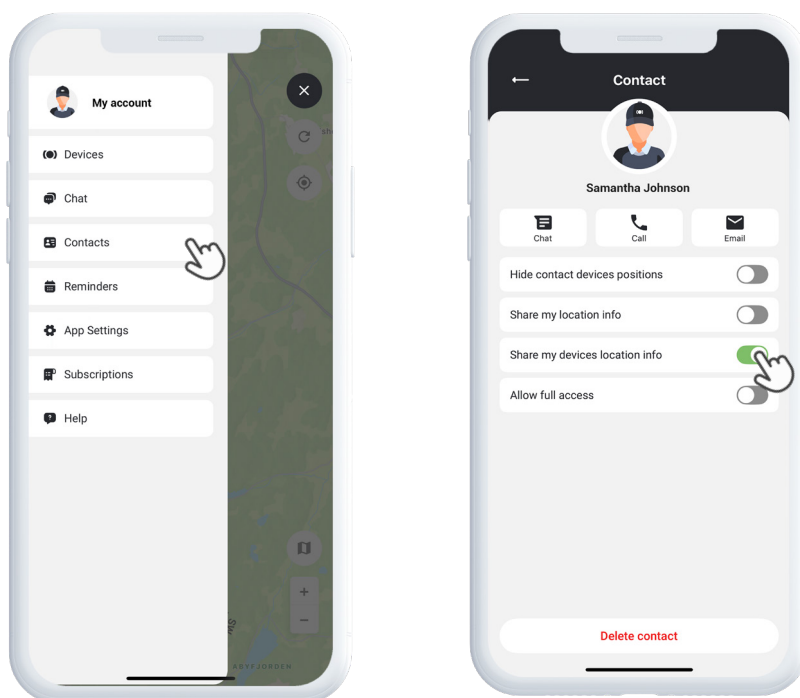 My account
Devices
Chat
Contacts
Reminders
App Settings
Subscriptions
Help
+
−
ABYFJORDEN
Contact
Samantha Johnson
Chat
Call
Email
Hide contact devices positions
Share my location info
Share my devices location info
Allow full access
Delete contact